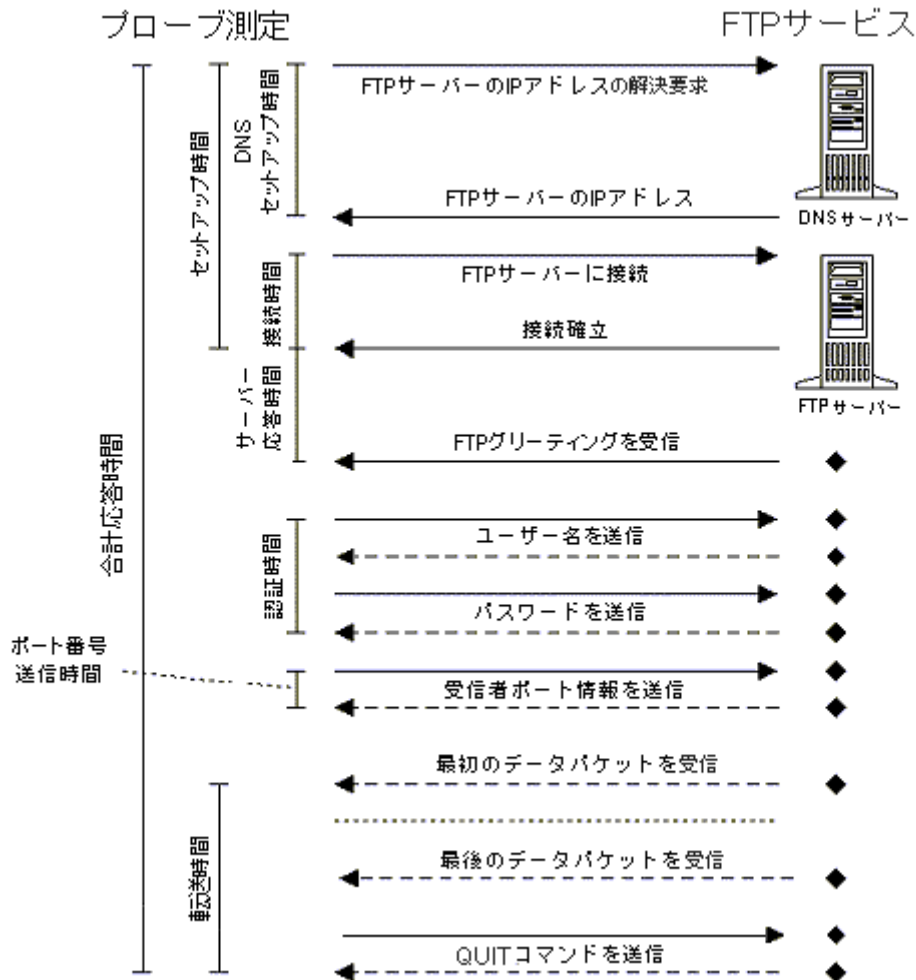 プローブ測定
FTPサービス
FTPサーバーのIPアドレスの解決要求
DNS
セットアップ時間
セットアップ時間
FTPサーバーのIPアドレス
DNSサーバー
FTPサーバーに接続
接続時間
接続確立
FTPサーバー
サーバー
応答時間
FTPグリーティングを受信
合計応答時間
ユーザー名を送信
認証時間
パスワードを送信
ポート番号
送信時間
受信者ポート情報を送信
最初のデータパケットを受信
転送時間
最後のデータパケットを受信
QUITコマンドを送信